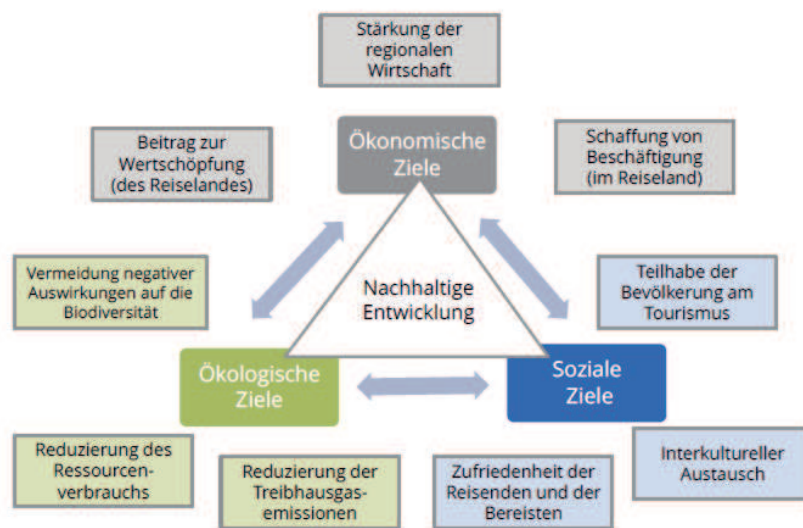 Stärkung der
regionalen
Wirtschaft
Beitrag zur
Wertschöpfung
(des Reiselandes)
Ökonomische
Ziele
Schaffung von
Beschäftigung
(im Reiseland)
Vermeidung negativer
Auswirkungen auf die
Biodiversität
Nachhaltige
Entwicklung
Teilhabe der
Bevölkerung am
Tourismus
Ökologische
Ziele
Soziale
Ziele
Reduzierung des
Ressourcen-
verbrauchs
Reduzierung der
Treibhausgas-
emissionen
Zufriedenheit der
Reisenden und der
Bereisten
Interkultureller
Austausch